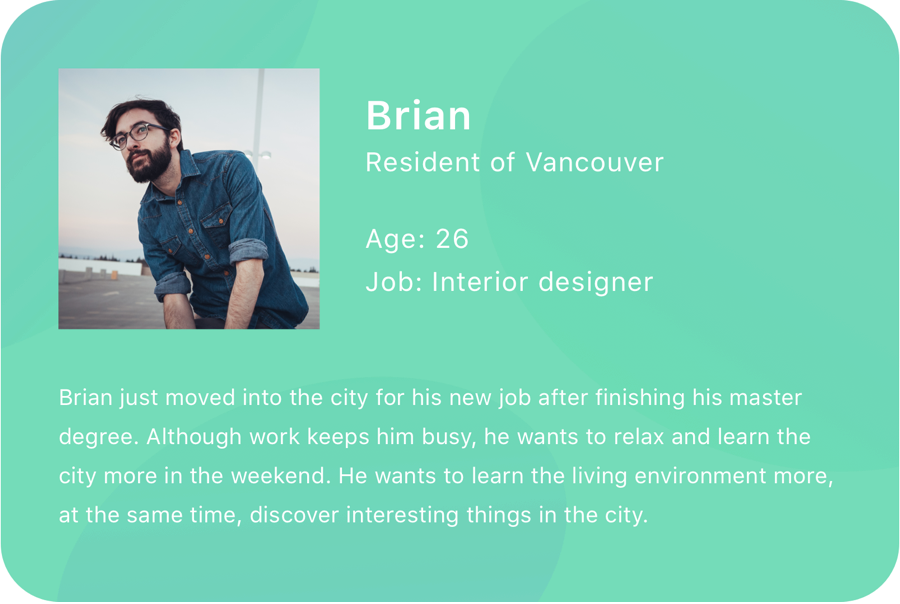 Brian
Resident of Vancouver
Age: 26
Job: Interior designer
Brian just moved into the city for his new job after finishing his master
degree. Although work keeps him busy, he wants to relax and learn the
city more in the weekend. He wants to learn the living environment more,
at the same time, discover interesting things in the city.